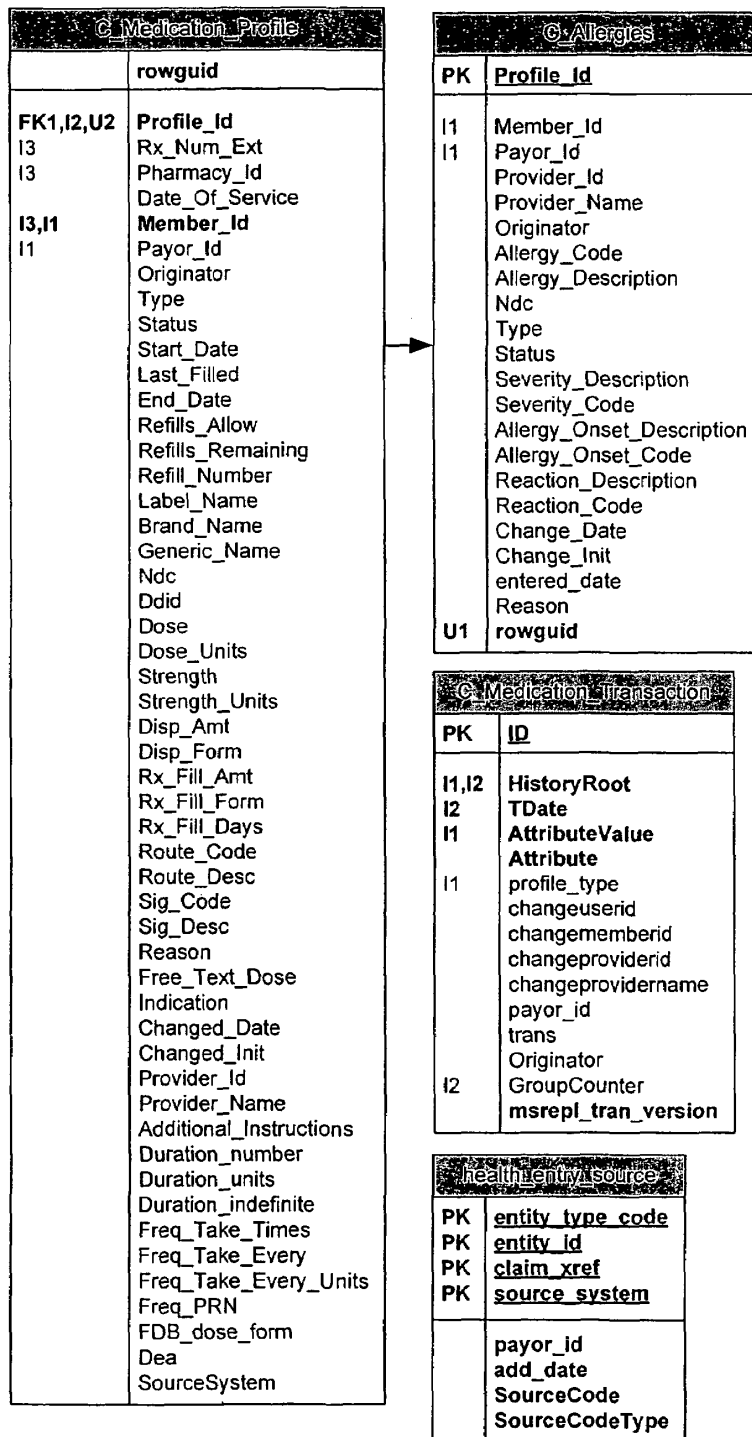 C_Medication_Profile
rowguid
FK1,I2,U2 Profile_Id
I3 Rx_Num_Ext
I3 Pharmacy_Id
Date_Of_Service
I3,I1 Member_Id
I1 Payor_Id
Originator
Type
Status
Start_Date
Last_Filled
End_Date
Refills_Allow
Refills_Remaining
Refill_Number
Label_Name
Brand_Name
Generic_Name
Ndc
Ddid
Dose
Dose_Units
Strength
Strength_Units
Disp_Amt
Disp_Form
Rx_Fill_Amt
Rx_Fill_Form
Rx_Fill_Days
Route_Code
Route_Desc
Sig_Code
Sig_Desc
Reason
Free_Text_Dose
Indication
Changed_Date
Changed_Init
Provider_Id
Provider_Name
Additional_Instructions
Duration_number
Duration_units
Duration_indefinite
Freq_Take_Times
Freq_Take_Every
Freq_Take_Every_Units
Freq_PRN
FDB_dose_form
Dea
SourceSystem
C_Allergies
PK Profile_Id
I1 Member_Id
I1 Payor_Id
Provider_Id
Provider_Name
Originator
Allergy_Code
Allergy_Description
Ndc
Type
Status
Severity_Description
Severity_Code
Allergy_Onset_Description
Allergy_Onset_Code
Reaction_Description
Reaction_Code
Change_Date
Change_Init
entered_date
Reason
U1 rowguid
C_Medication_Transaction
PK ID
I1,I2 HistoryRoot
I2 TDate
I1 AttributeValue
Attribute
I1 profile_type
changeuserid
changememberid
changeproviderid
changeprovidername
payor_id
trans
Originator
I2 GroupCounter
msrepl_tran_version
health_entry_source
PK entity_type_code
PK entity_id
PK claim_xref
PK source_system
payor_id
add_date
SourceCode
SourceCodeType